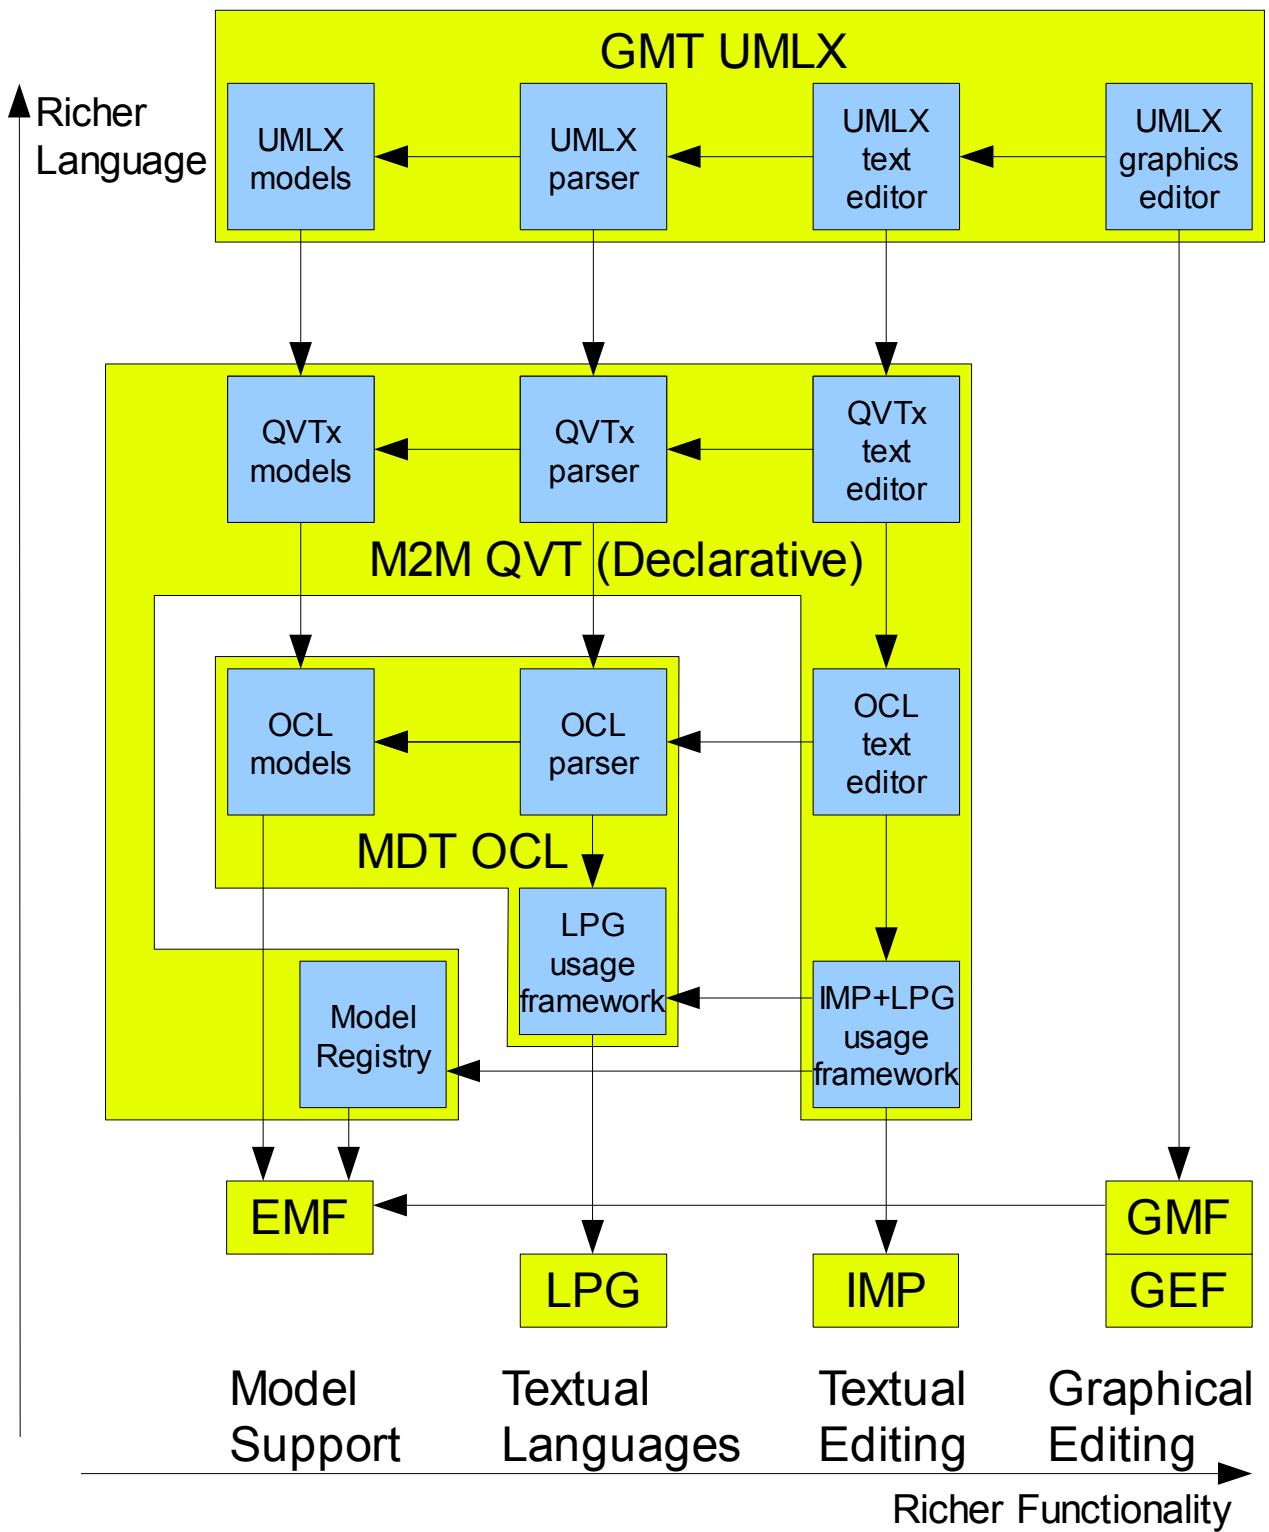 GMT UMLX
Richer
Language
UMLX
models
UMLX
parser
UMLX
text
editor
UMLX
graphics
editor
QVTx
models
QVTx
parser
QVTx
text
editor
M2M QVT (Declarative)
OCL
models
OCL
parser
OCL
text
editor
MDT OCL
LPG
usage
framework
Model
Registry
IMP+LPG
usage
framework
EMF
GMF
LPG
IMP
GEF
Model
Support
Textual
Languages
Textual
Editing
Graphical
Editing
Richer Functionality